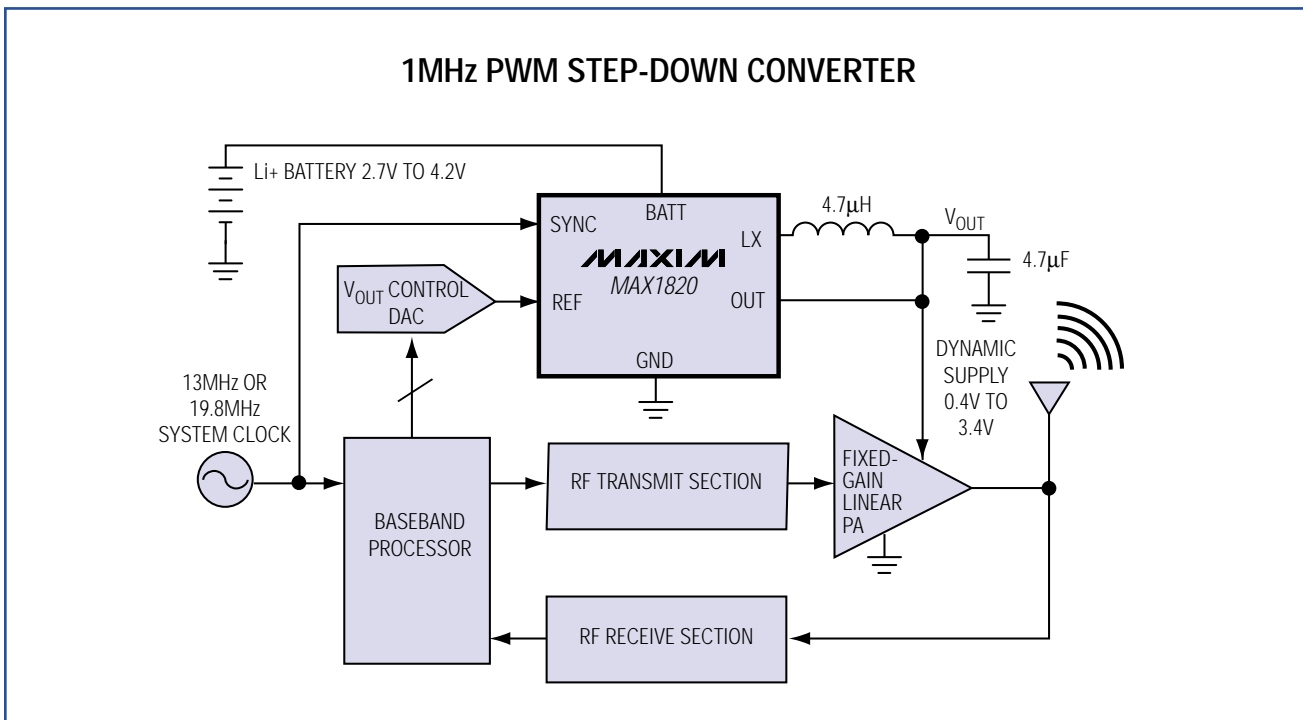 1MHz PWM STEP-DOWN CONVERTER
Li+ BATTERY 2.7V TO 4.2V
SYNC
BATT
LX
MAXIM
MAX1820
REF
OUT
GND
4.7μH
VOUT
4.7μF
VOUT CONTROL
DAC
DYNAMIC
SUPPLY
0.4V TO
3.4V
13MHz OR
19.8MHz
SYSTEM CLOCK
BASEBAND
PROCESSOR
RF TRANSMIT SECTION
FIXED-
GAIN
LINEAR
PA
RF RECEIVE SECTION